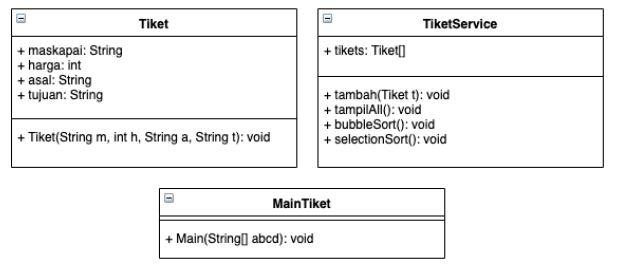 Tiket
+ maskapai: String
+ harga: int
+ asal: String
+ tujuan: String
+ Tiket(String m, int h, String a, String t): void
TiketService
+ tikets: Tiket[]
+ tambah(Tiket t): void
+ tampilAll(): void
+ bubbleSort(): void
+ selectionSort(): void
MainTiket
+ Main(String[] abcd): void